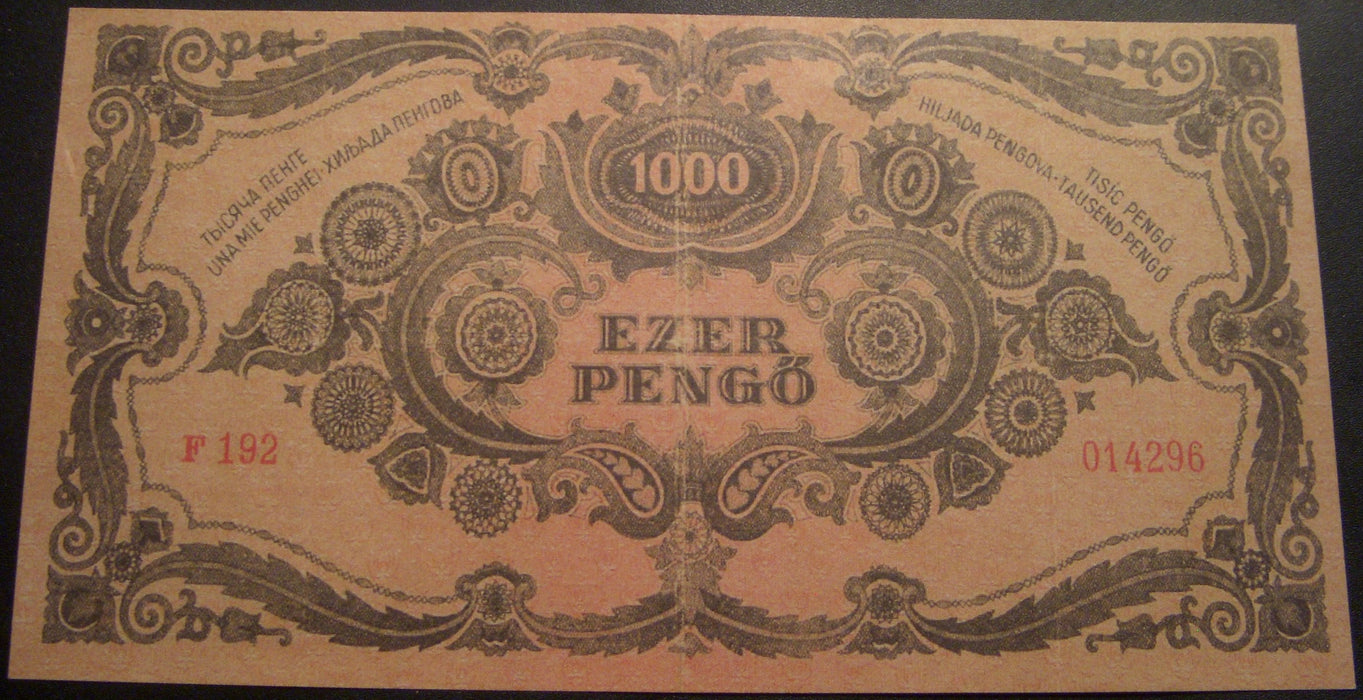 ТЫСЯЧА ПЕНГЕ
UNA MIE PENGHEI · ХИЉАДА ПЕНГОВА
HILJADA PENGOVA · TAUSEND PENGŐ
TISÍC PENGŐ
1000
EZER
PENGŐ
F 192
014296